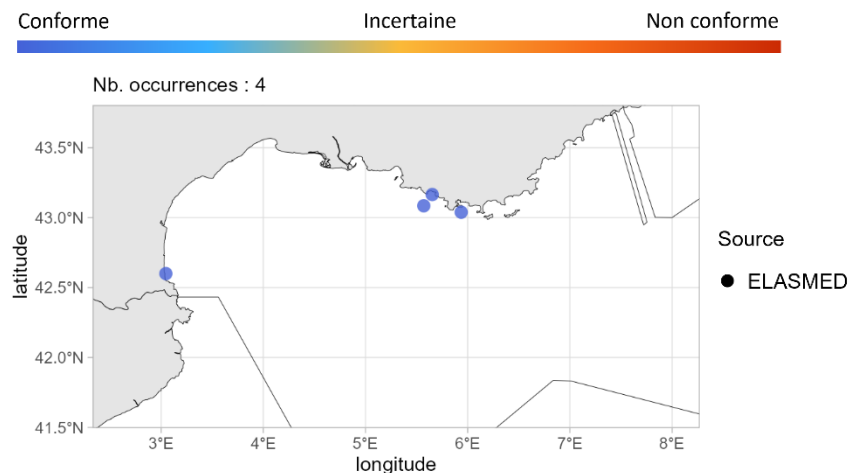 Conforme Incertaine Non conforme
Nb. occurrences : 4
43.5°N
43.0°N
42.5°N
42.0°N
41.5°N
latitude
3°E 4°E 5°E 6°E 7°E 8°E
longitude
Source
ELASMED